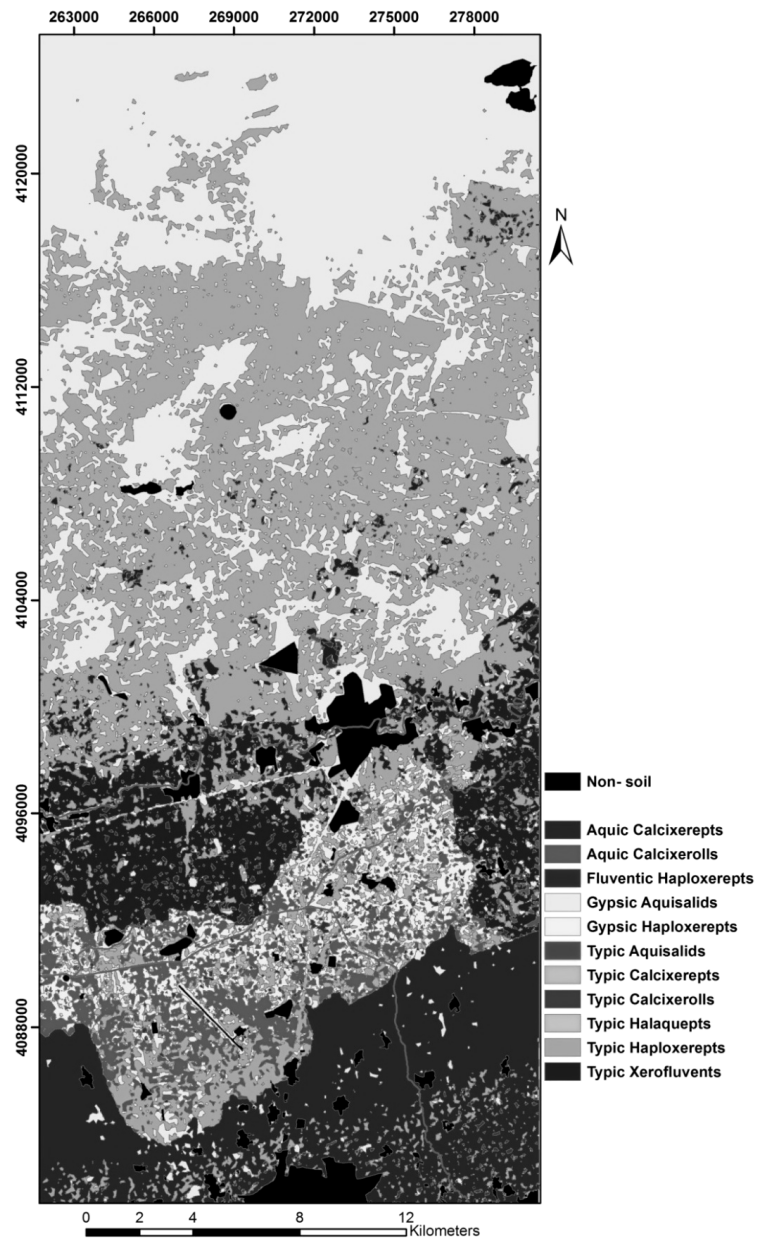 263000 266000 269000 272000 275000 278000
4120000
N
4112000
4104000
4096000
Non- soil
Aquic Calcixerepts
Aquic Calcixerolls
Fluventic Haploxerepts
Gypsic Aquisalids
Gypsic Haploxerepts
Typic Aquisalids
Typic Calcixerepts
Typic Calcixerolls
Typic Halaquepts
Typic Haploxerepts
Typic Xerofluvents
4088000
0 2 4 8 12
Kilometers